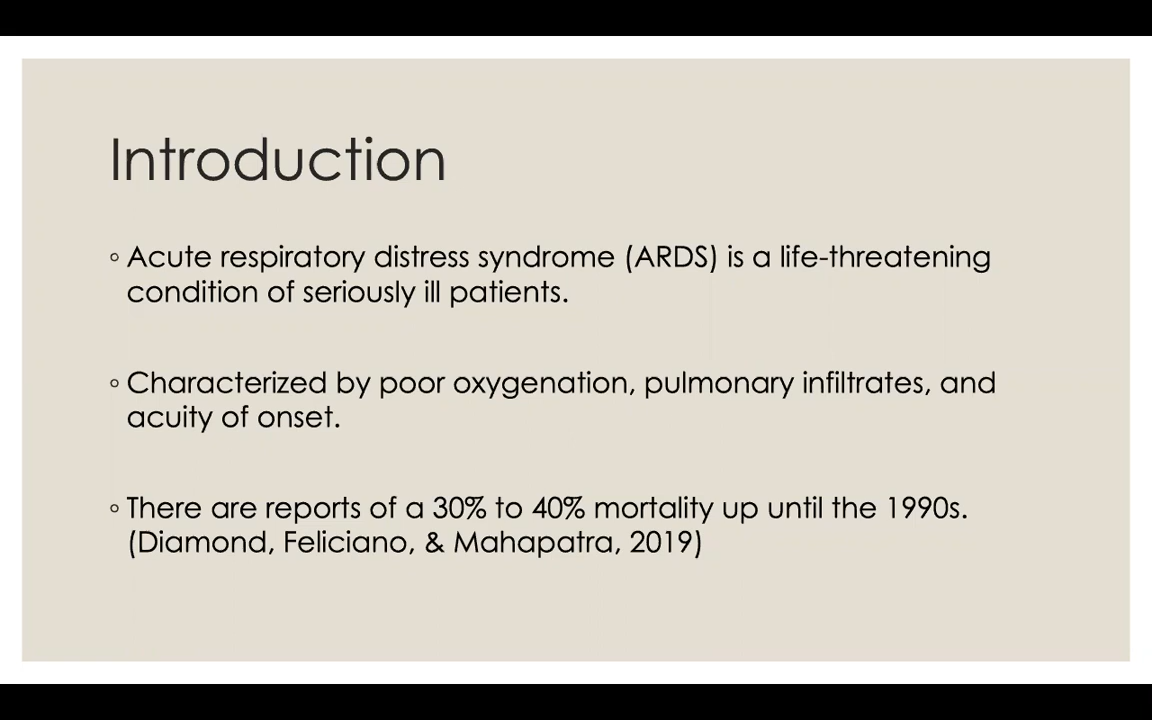 Introduction
◦ Acute respiratory distress syndrome (ARDS) is a life-threatening
condition of seriously ill patients.
◦ Characterized by poor oxygenation, pulmonary infiltrates, and
acuity of onset.
◦ There are reports of a 30% to 40% mortality up until the 1990s.
(Diamond, Feliciano, & Mahapatra, 2019)